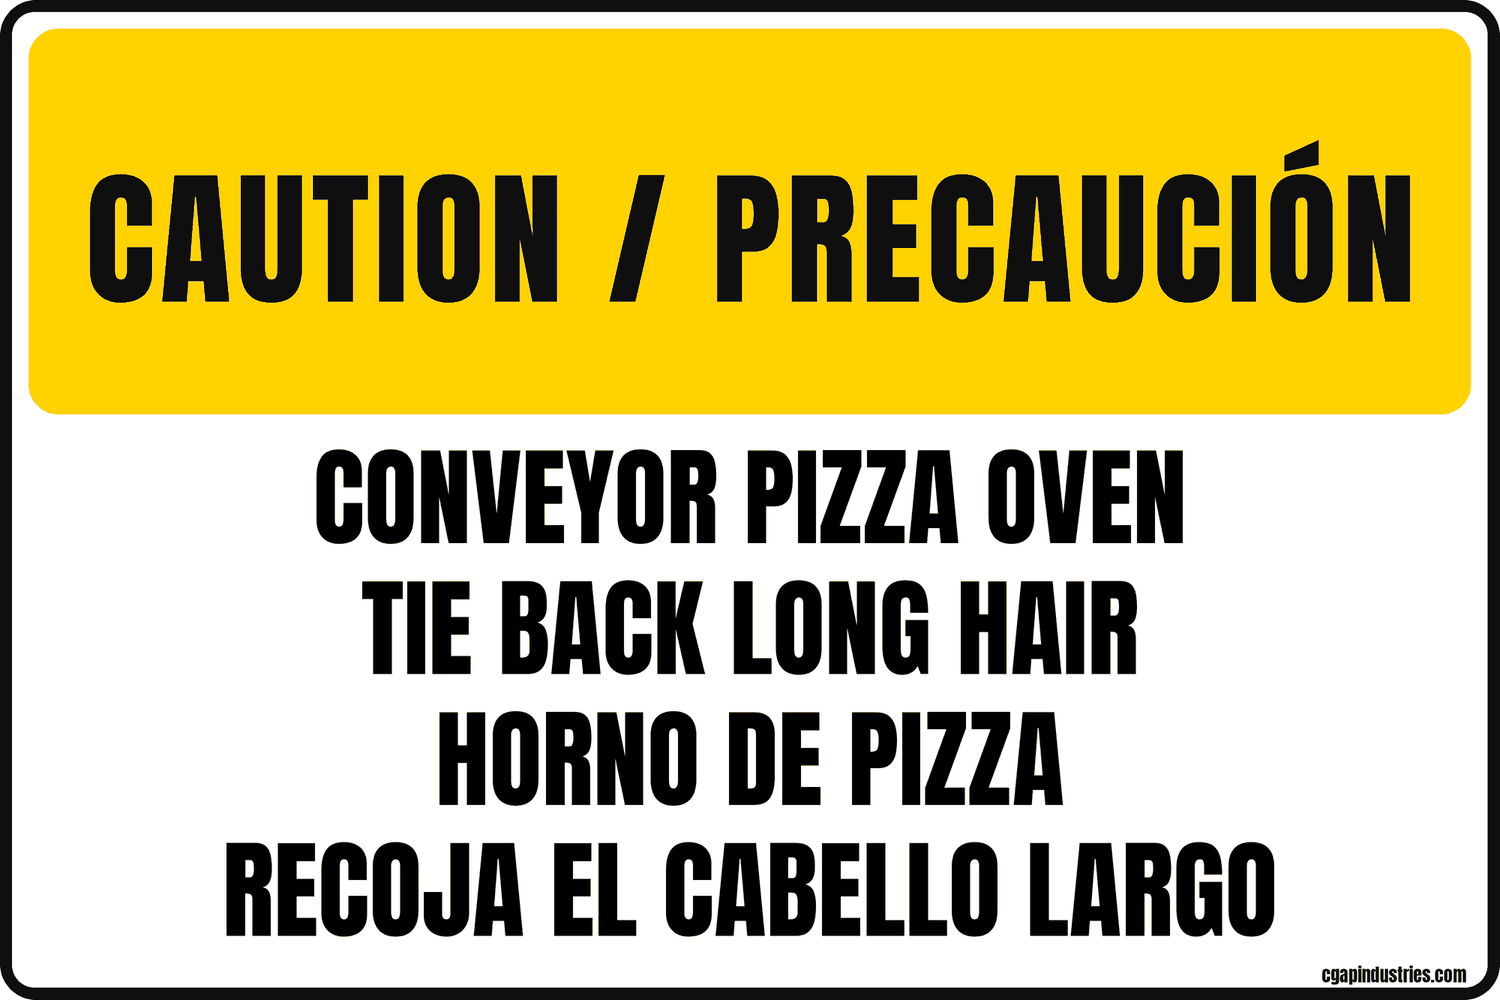 CAUTION / PRECAUCIÓN
CONVEYOR PIZZA OVEN
TIE BACK LONG HAIR
HORNO DE PIZZA
RECOJA EL CABELLO LARGO
cgapindustries.com